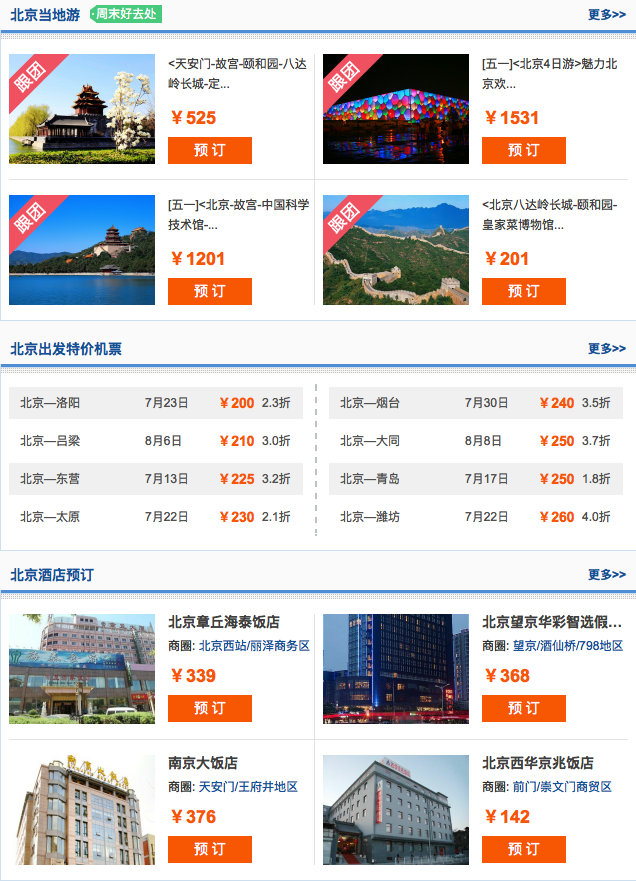 北京当地游 周末好去处 更多>>
跟团
<天安门-故宫-颐和园-八达
岭长城-定...
￥525
预 订
跟团
[五一]<北京4日游>魅力北
京欢...
￥1531
预 订
跟团
[五一]<北京-故宫-中国科学
技术馆-...
￥1201
预 订
跟团
<北京八达岭长城-颐和园-
皇家菜博物馆...
￥201
预 订
北京出发特价机票 更多>>
北京—洛阳 7月23日 ￥200 2.3折
北京—烟台 7月30日 ￥240 3.5折
北京—吕梁 8月6日 ￥210 3.0折
北京—大同 8月8日 ￥250 3.7折
北京—东营 7月13日 ￥225 3.2折
北京—青岛 7月17日 ￥250 1.8折
北京—太原 7月22日 ￥230 2.1折
北京—潍坊 7月22日 ￥260 4.0折
北京酒店预订 更多>>
北京章丘海泰饭店
商圈: 北京西站/丽泽商务区
￥339
预 订
北京望京华彩智选假...
商圈: 望京/酒仙桥/798地区
￥368
预 订
南京大饭店
商圈: 天安门/王府井地区
￥376
预 订
北京西华京兆饭店
商圈: 前门/崇文门商贸区
￥142
预 订